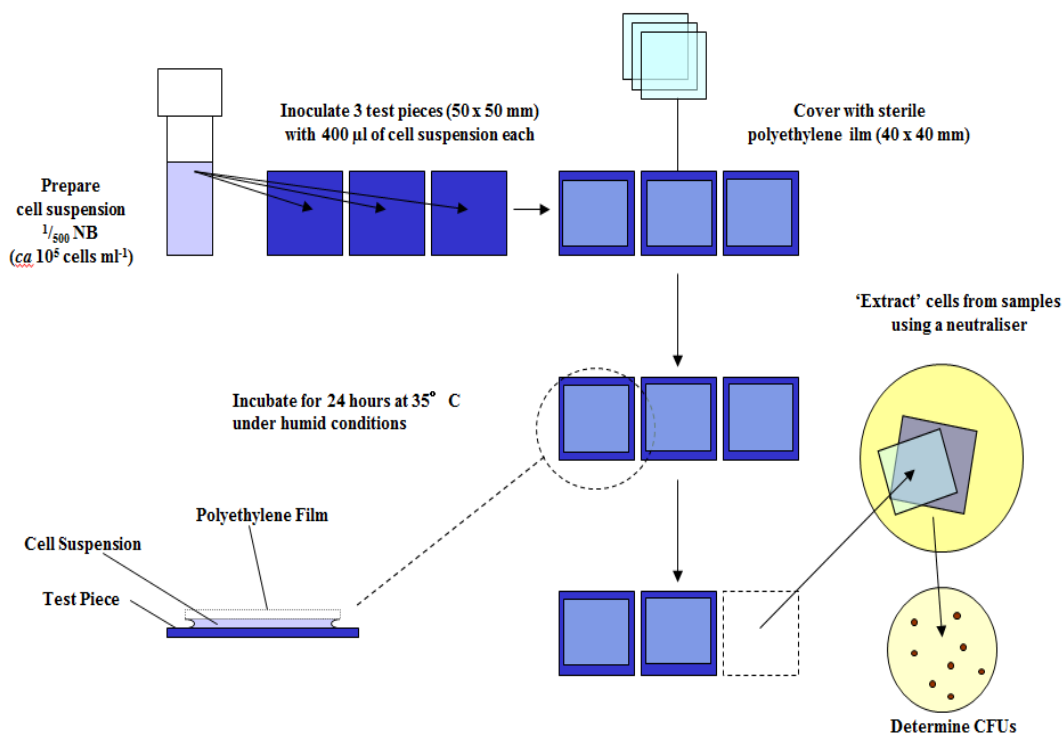 Inoculate 3 test pieces (50 x 50 mm)
with 400 µl of cell suspension each
Cover with sterile
polyethylene ilm (40 x 40 mm)
Prepare
cell suspension
¹/₅₀₀ NB
(ca 10⁵ cells ml⁻¹)
'Extract' cells from samples
using a neutraliser
Incubate for 24 hours at 35° C
under humid conditions
Polyethylene Film
Cell Suspension
Test Piece
Determine CFUs